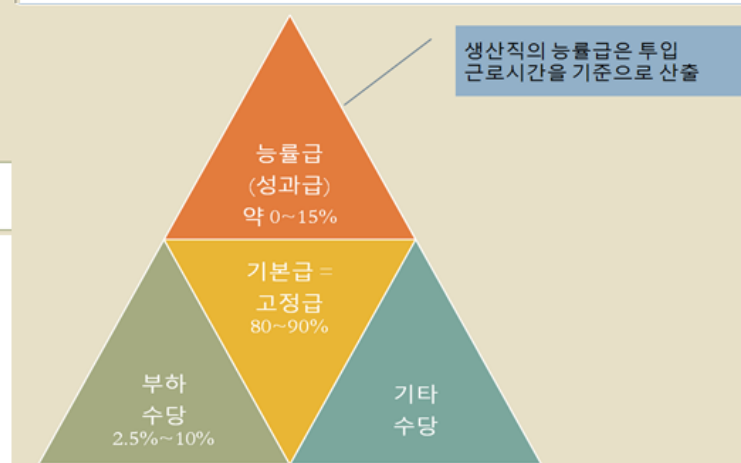 생산직의 능률급은 투입
근로시간을 기준으로 산출
능률급
(성과급)
약 0~15%
기본급 =
고정급
80~90%
부하
수당
2.5%~10%
기타
수당